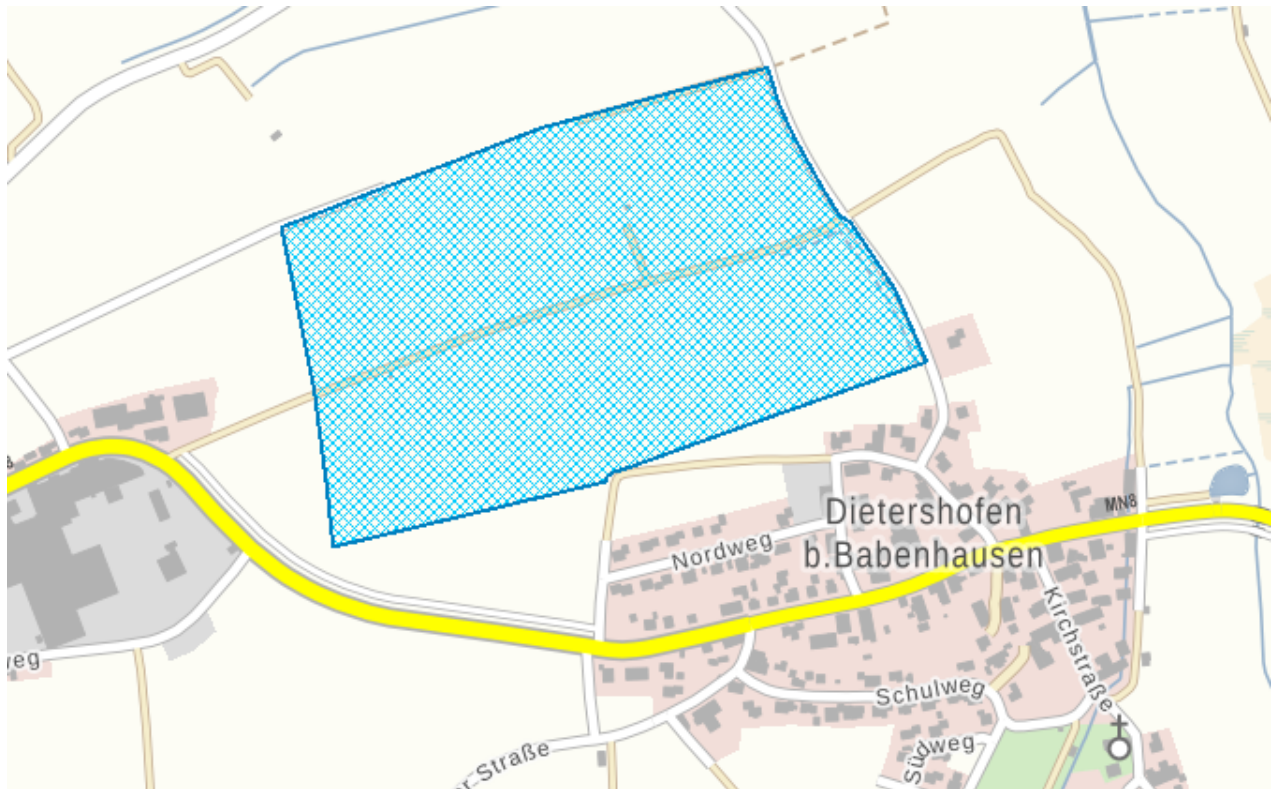 MN8
Dietershofen
b.Babenhausen
Nordweg
Kirchstraße
Schulweg
Südweg
er Straße
weg